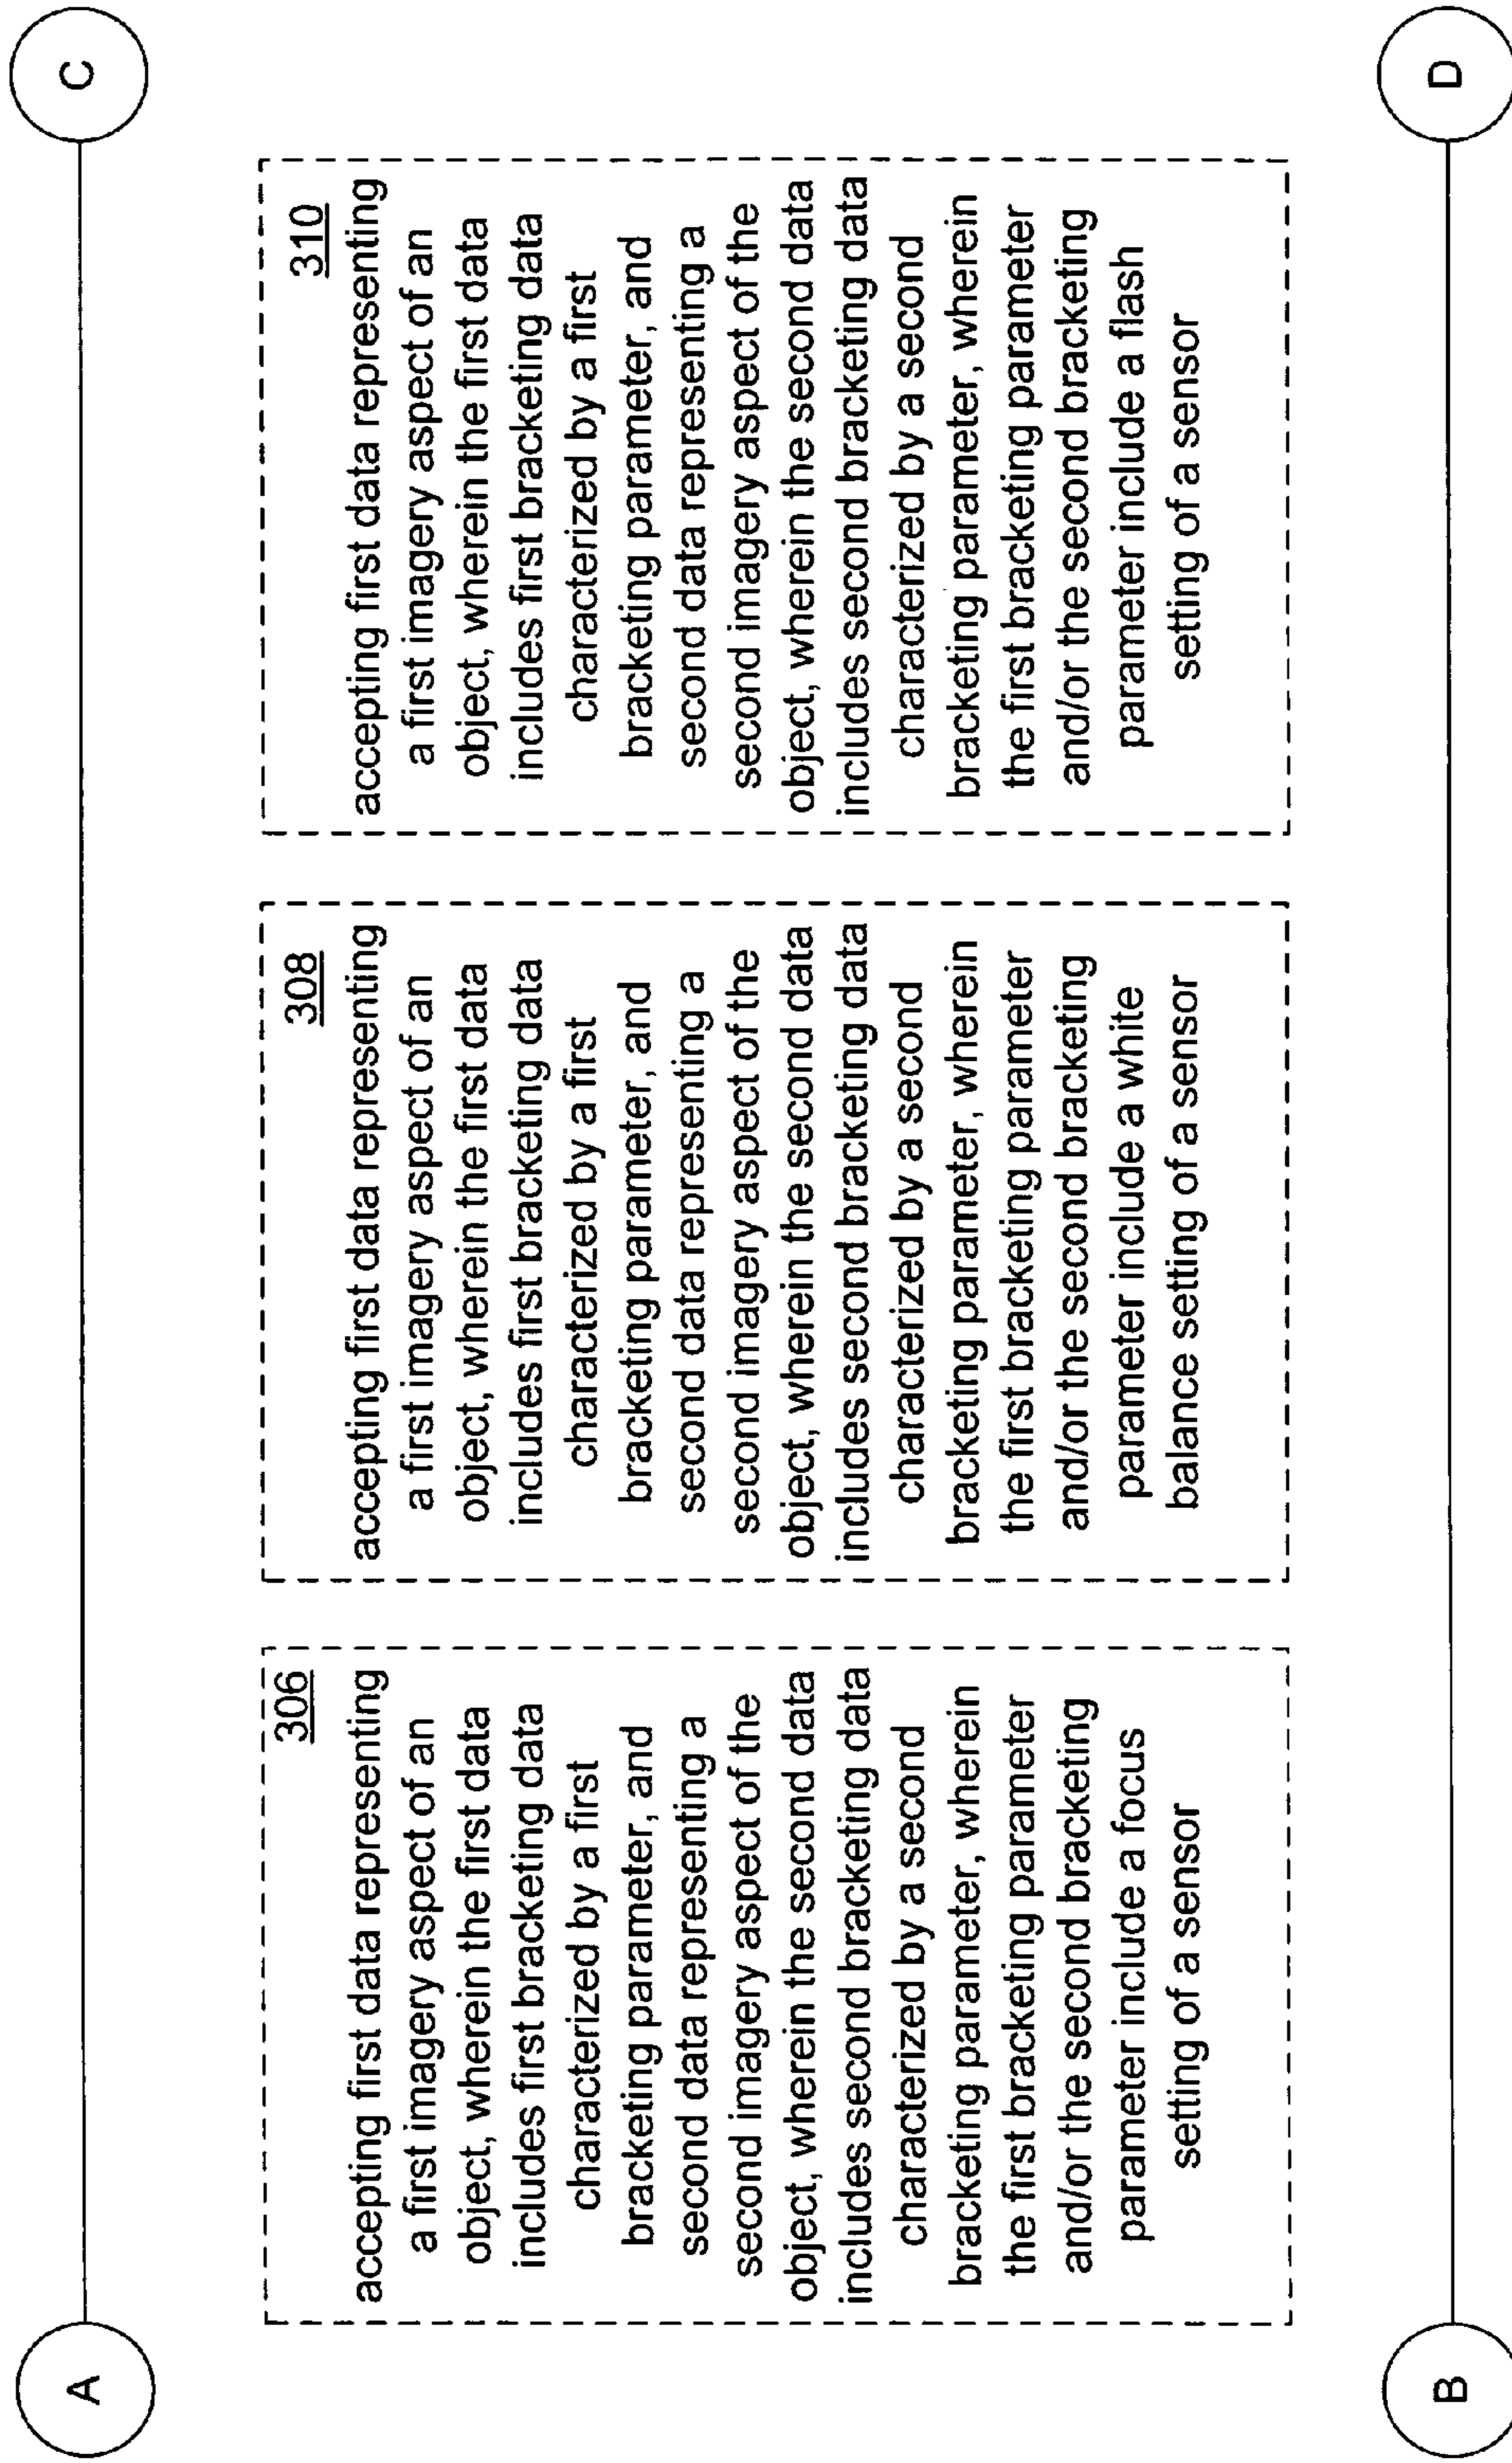 A
C
306
accepting first data representing
a first imagery aspect of an
object, wherein the first data
includes first bracketing data
characterized by a first
bracketing parameter, and
second data representing a
second imagery aspect of the
object, wherein the second data
includes second bracketing data
characterized by a second
bracketing parameter, wherein
the first bracketing parameter
and/or the second bracketing
parameter include a focus
setting of a sensor
308
accepting first data representing
a first imagery aspect of an
object, wherein the first data
includes first bracketing data
characterized by a first
bracketing parameter, and
second data representing a
second imagery aspect of the
object, wherein the second data
includes second bracketing data
characterized by a second
bracketing parameter, wherein
the first bracketing parameter
and/or the second bracketing
parameter include a white
balance setting of a sensor
310
accepting first data representing
a first imagery aspect of an
object, wherein the first data
includes first bracketing data
characterized by a first
bracketing parameter, and
second data representing a
second imagery aspect of the
object, wherein the second data
includes second bracketing data
characterized by a second
bracketing parameter, wherein
the first bracketing parameter
and/or the second bracketing
parameter include a flash
setting of a sensor
B
D